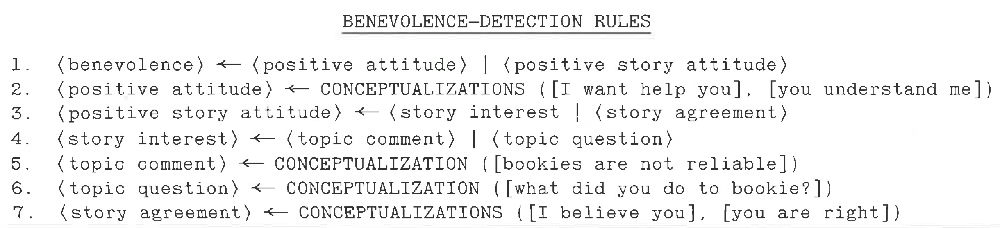 BENEVOLENCE–DETECTION RULES
1. ⟨benevolence⟩ ← ⟨positive attitude⟩ | ⟨positive story attitude⟩
2. ⟨positive attitude⟩ ← CONCEPTUALIZATIONS ([I want help you], [you understand me])
3. ⟨positive story attitude⟩ ← ⟨story interest | ⟨story agreement⟩
4. ⟨story interest⟩ ← ⟨topic comment⟩ | ⟨topic question⟩
5. ⟨topic comment⟩ ← CONCEPTUALIZATION ([bookies are not reliable])
6. ⟨topic question⟩ ← CONCEPTUALIZATION ([what did you do to bookie?])
7. ⟨story agreement⟩ ← CONCEPTUALIZATIONS ([I believe you], [you are right])